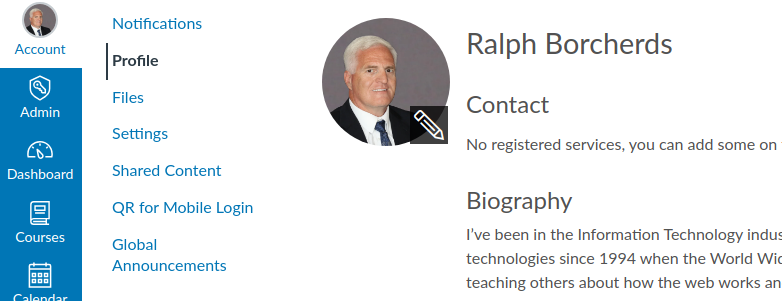 Account
Admin
Dashboard
Courses
Calendar
Notifications
Profile
Files
Settings
Shared Content
QR for Mobile Login
Global
Announcements
Ralph Borcherds
Contact
No registered services, you can add some on
Biography
I've been in the Information Technology indus
technologies since 1994 when the World Wid
teaching others about how the web works an